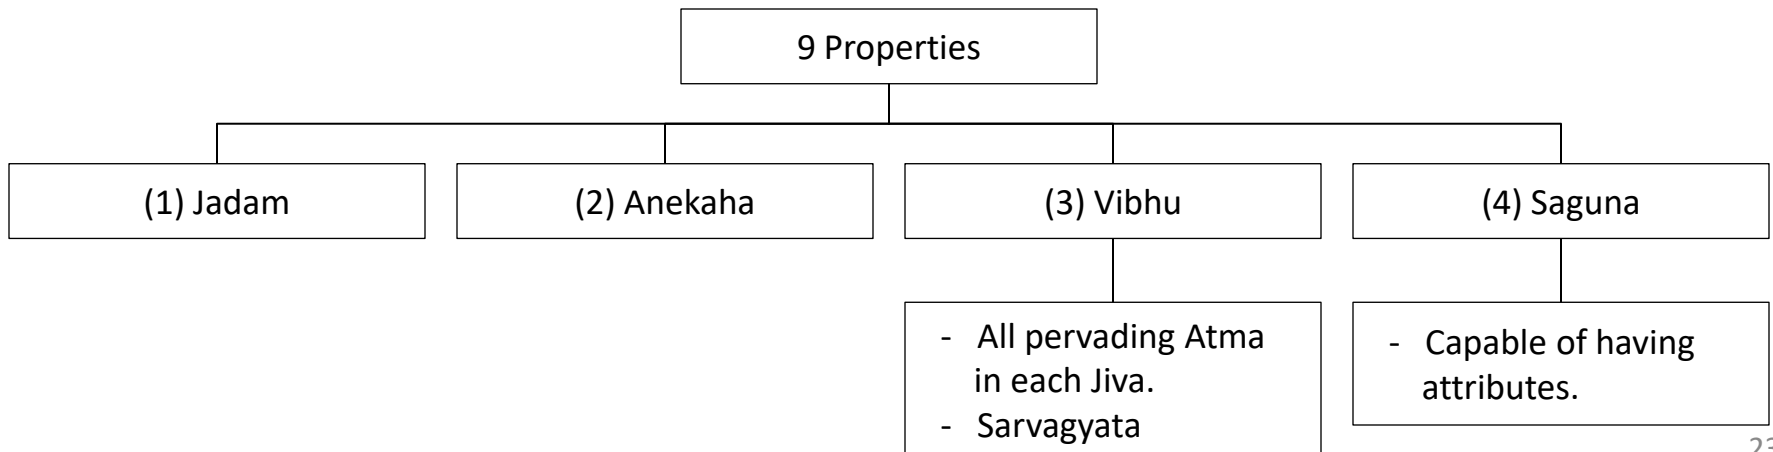 9 Properties
(1) Jadam
(2) Anekaha
(3) Vibhu
(4) Saguna
- All pervading Atma
in each Jiva.
- Sarvagyata
- Capable of having
attributes.
23